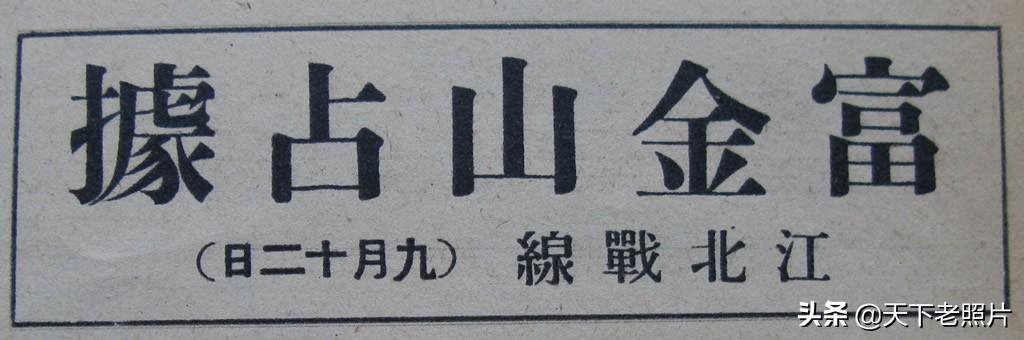 富金山占據
江北戰線（九月十二日）
头条 @天下老照片